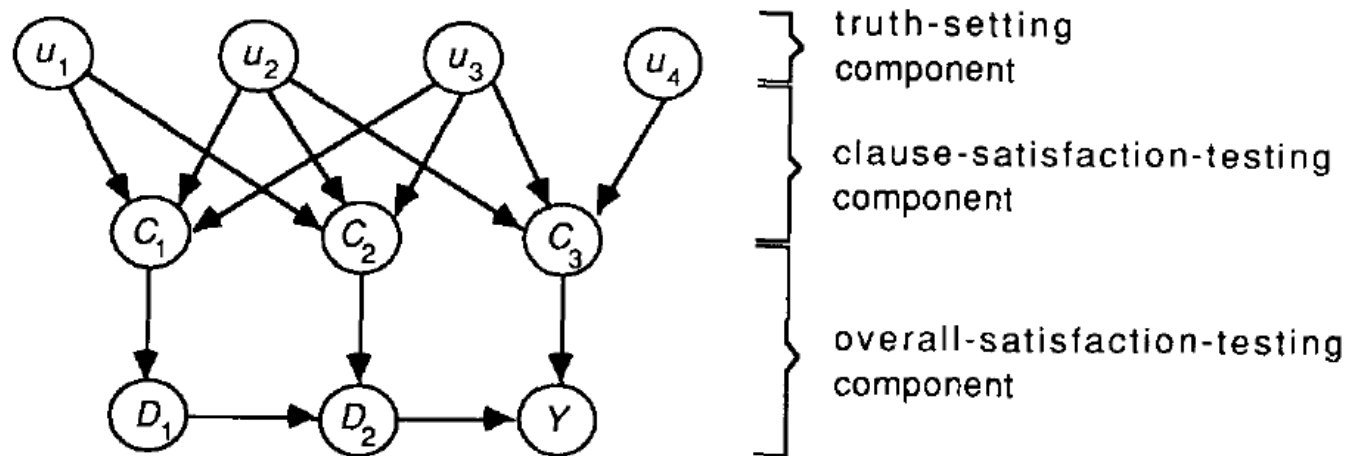 u1 u2 u3 u4
truth-setting
component
clause-satisfaction-testing
component
C1 C2 C3
overall-satisfaction-testing
component
D1 D2 Y